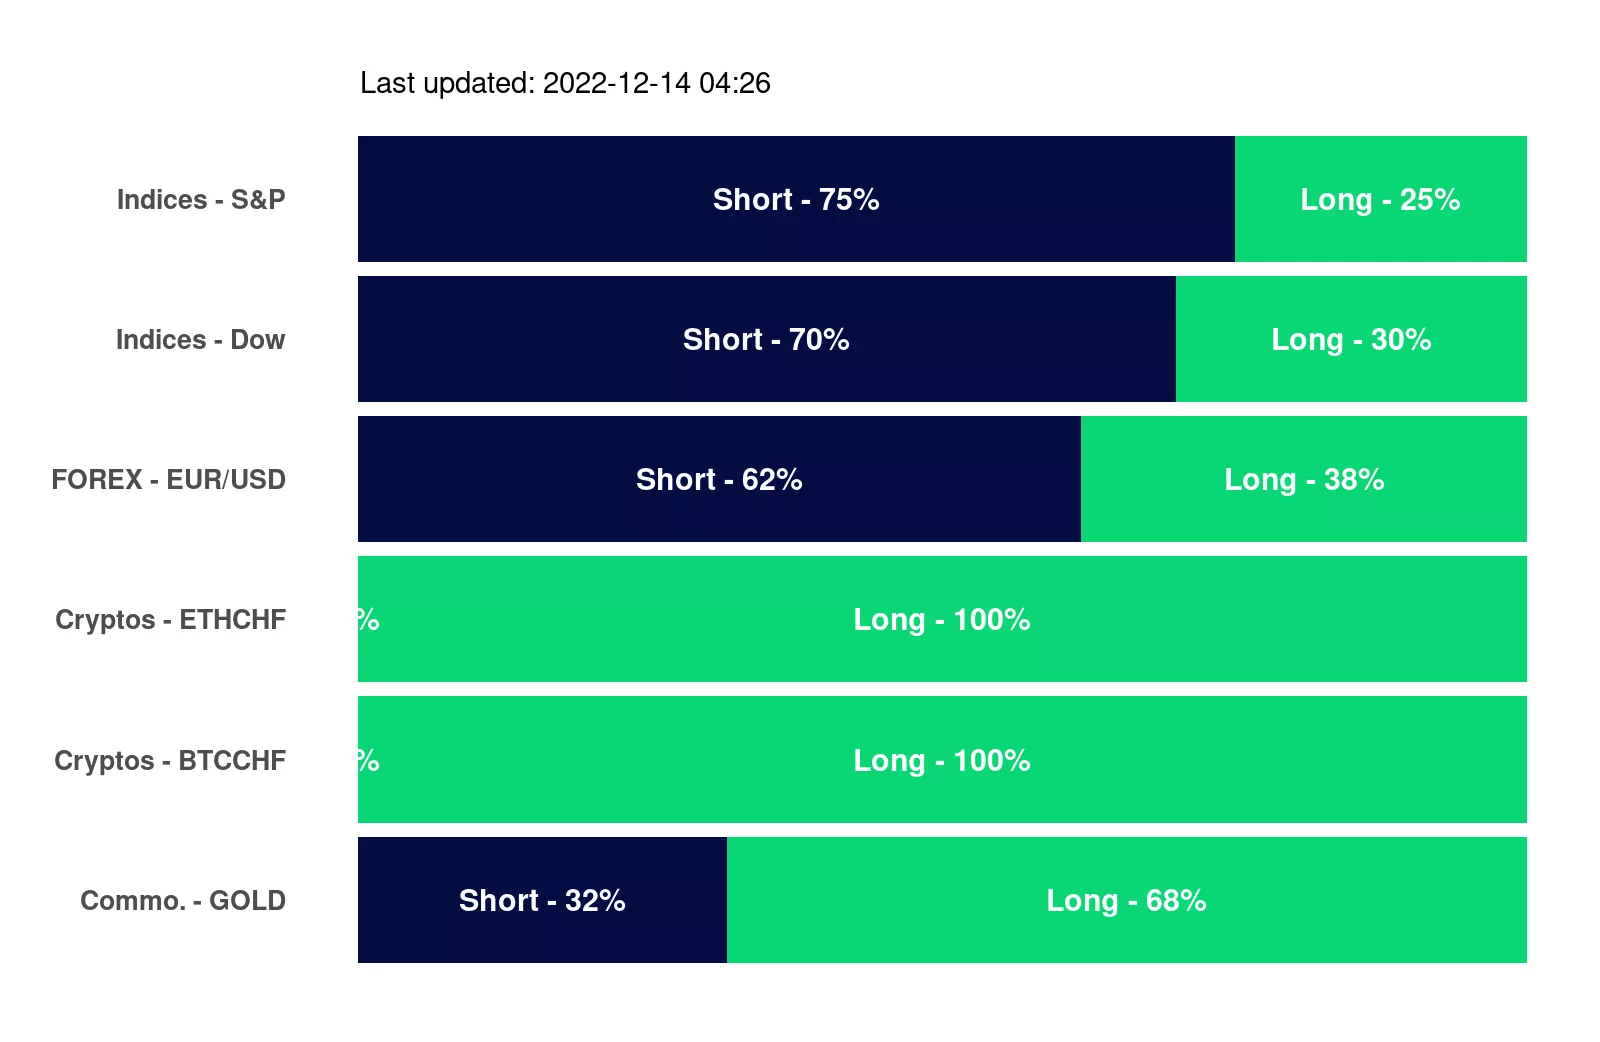 Last updated: 2022-12-14 04:26
Indices - S&P
Short - 75%
Long - 25%
Indices - Dow
Short - 70%
Long - 30%
FOREX - EUR/USD
Short - 62%
Long - 38%
Cryptos - ETHCHF
%
Long - 100%
Cryptos - BTCCHF
%
Long - 100%
Commo. - GOLD
Short - 32%
Long - 68%